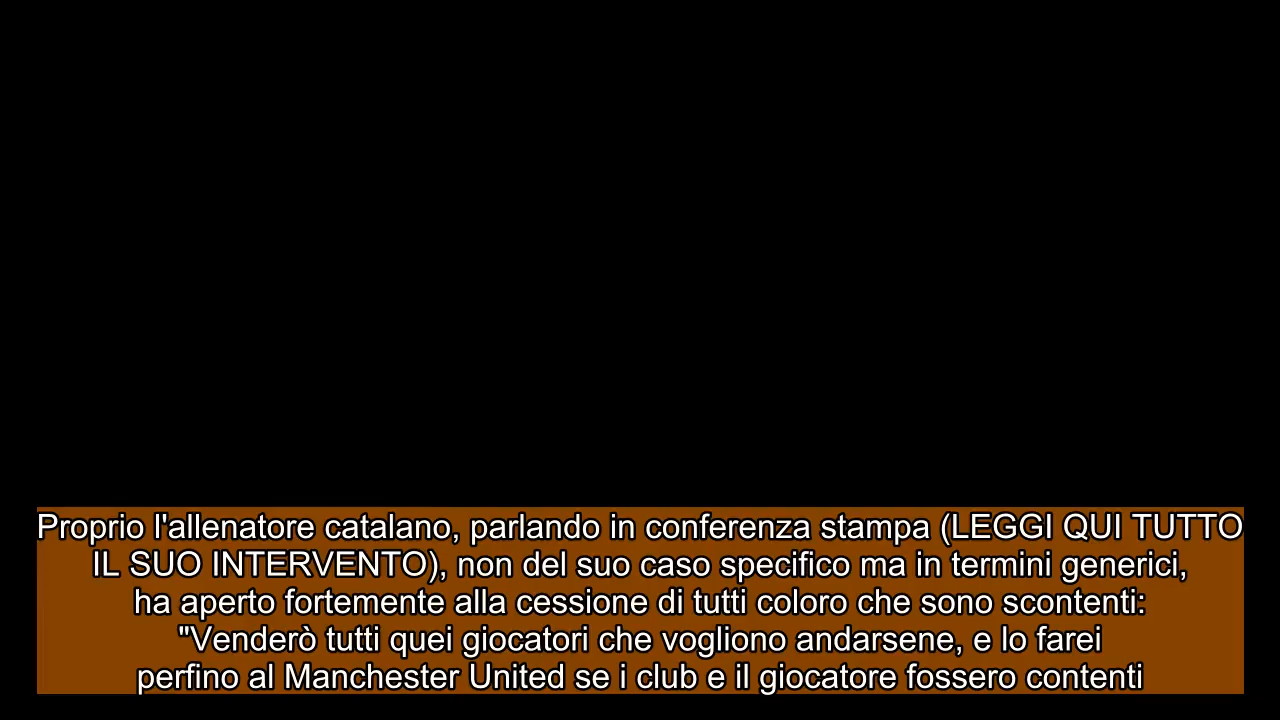 Proprio l'allenatore catalano, parlando in conferenza stampa (LEGGI QUI TUTTO
IL SUO INTERVENTO), non del suo caso specifico ma in termini generici,
ha aperto fortemente alla cessione di tutti coloro che sono scontenti:
"Venderò tutti quei giocatori che vogliono andarsene, e lo farei
perfino al Manchester United se i club e il giocatore fossero contenti